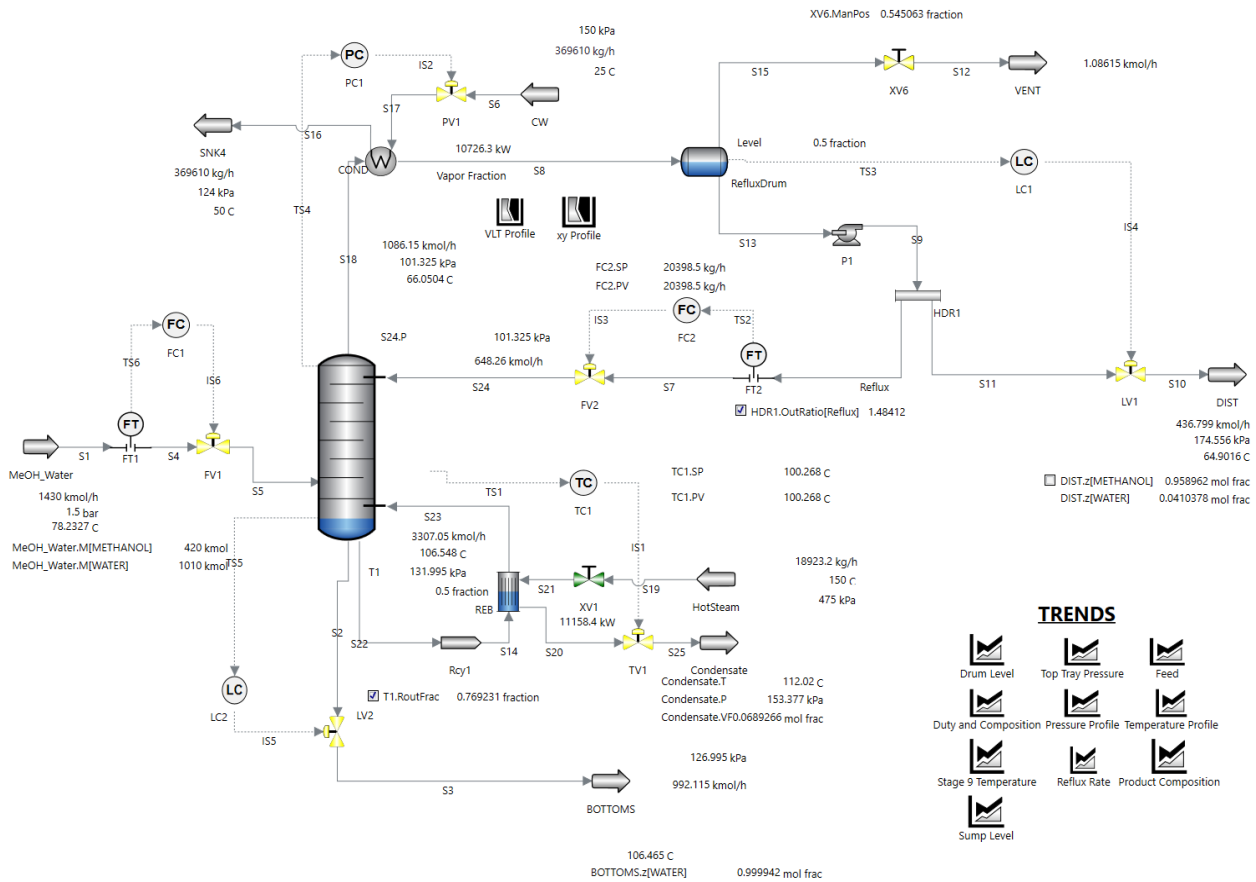 XV6.ManPos 0.545063 fraction
150 kPa
369610 kg/h
25 C
PC
PC1
IS2
S15
XV6
S12
VENT
1.08615 kmol/h
S17
PV1
S6
CW
S16
SNK4
369610 kg/h
124 kPa
50 C
TS4
COND
W
10726.3 kW
Vapor Fraction
S8
Level 0.5 fraction
RefluxDrum
TS3
LC
LC1
VLT Profile
xy Profile
S18
1086.15 kmol/h
101.325 kPa
66.0504 C
S13
P1
S9
IS4
FC2.SP 20398.5 kg/h
FC2.PV 20398.5 kg/h
HDR1
FC
FC1
TS6
IS6
S24.P 101.325 kPa
IS3
FC
FC2
TS2
FT
648.26 kmol/h
S24
FV2
S7
FT2
Reflux
S11
LV1
S10
DIST
HDR1.OutRatio[Reflux] 1.48412
436.799 kmol/h
174.556 kPa
64.9016 C
DIST.z[METHANOL] 0.958962 mol frac
DIST.z[WATER] 0.0410378 mol frac
FT
S1
FT1
S4
FV1
S5
MeOH_Water
1430 kmol/h
1.5 bar
78.2327 C
MeOH_Water.M[METHANOL] 420 kmol
MeOH_Water.M[WATER] 1010 kmol
TS5
TS1
TC
TC1
TC1.SP 100.268 C
TC1.PV 100.268 C
S23
3307.05 kmol/h
106.548 C
131.995 kPa
0.5 fraction
IS1
T1
REB
S21
XV1
S19
HotSteam
18923.2 kg/h
150 C
475 kPa
11158.4 kW
S2
S22
Rcy1
S14
S20
TV1
S25
Condensate
Condensate.T 112.02 C
Condensate.P 153.377 kPa
Condensate.VF0.0689266 mol frac
LC
LC2
IS5
T1.RoutFrac 0.769231 fraction
LV2
S3
126.995 kPa
992.115 kmol/h
BOTTOMS
106.465 C
BOTTOMS.z[WATER] 0.999942 mol frac
TRENDS
Drum Level
Top Tray Pressure
Feed
Duty and Composition
Pressure Profile
Temperature Profile
Stage 9 Temperature
Reflux Rate
Product Composition
Sump Level